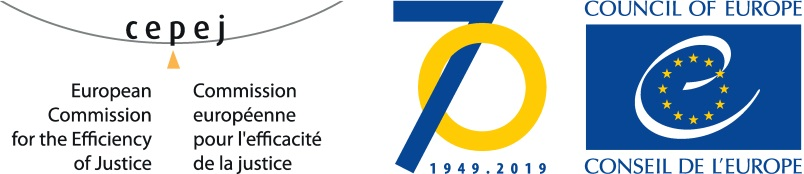 cepej
European
Commission
for the Efficiency
of Justice
Commission
européenne
pour l'efficacité
de la justice
70
1949.2019
COUNCIL OF EUROPE
CONSEIL DE L'EUROPE